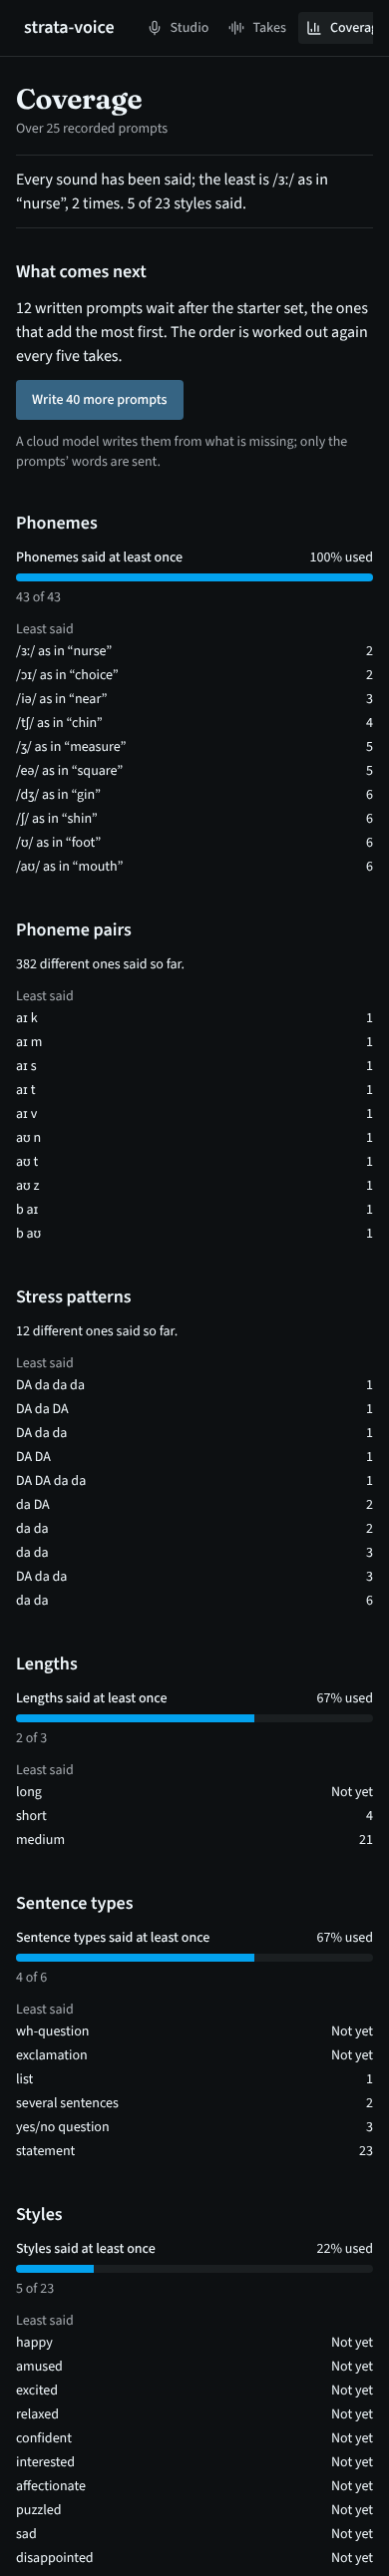 strata-voice Studio Takes Coverag
Coverage
Over 25 recorded prompts
Every sound has been said; the least is /ɜː/ as in
“nurse”, 2 times. 5 of 23 styles said.
What comes next
12 written prompts wait after the starter set, the ones
that add the most first. The order is worked out again
every five takes.
Write 40 more prompts
A cloud model writes them from what is missing; only the
prompts’ words are sent.
Phonemes
Phonemes said at least once 100% used
43 of 43
Least said
/ɜː/ as in “nurse” 2
/ɔɪ/ as in “choice” 2
/iə/ as in “near” 3
/tʃ/ as in “chin” 4
/ʒ/ as in “measure” 5
/eə/ as in “square” 5
/dʒ/ as in “gin” 6
/ʃ/ as in “shin” 6
/ʊ/ as in “foot” 6
/aʊ/ as in “mouth” 6
Phoneme pairs
382 different ones said so far.
Least said
aɪ k 1
aɪ m 1
aɪ s 1
aɪ t 1
aɪ v 1
aʊ n 1
aʊ t 1
aʊ z 1
b aɪ 1
b aʊ 1
Stress patterns
12 different ones said so far.
Least said
DA da da da 1
DA da DA 1
DA da da 1
DA DA 1
DA DA da da 1
da DA 2
da da 2
da da 3
DA da da 3
da da 6
Lengths
Lengths said at least once 67% used
2 of 3
Least said
long Not yet
short 4
medium 21
Sentence types
Sentence types said at least once 67% used
4 of 6
Least said
wh-question Not yet
exclamation Not yet
list 1
several sentences 2
yes/no question 3
statement 23
Styles
Styles said at least once 22% used
5 of 23
Least said
happy Not yet
amused Not yet
excited Not yet
relaxed Not yet
confident Not yet
interested Not yet
affectionate Not yet
puzzled Not yet
sad Not yet
disappointed Not yet